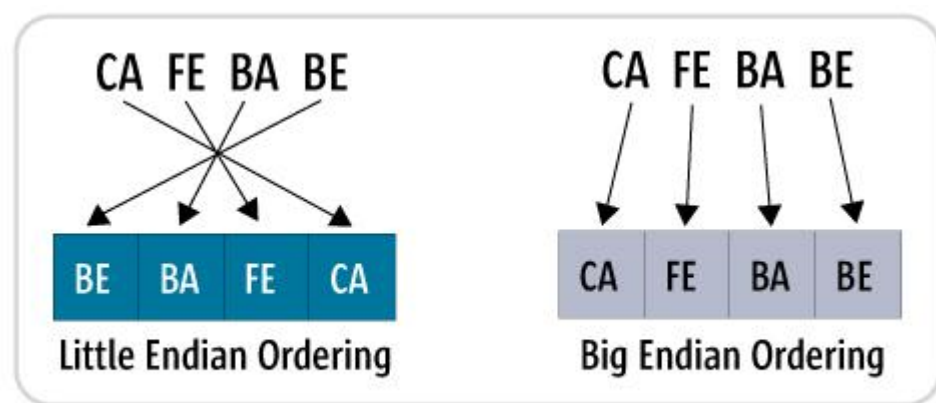 CA FE BA BE
BE BA FE CA
Little Endian Ordering
CA FE BA BE
CA FE BA BE
Big Endian Ordering